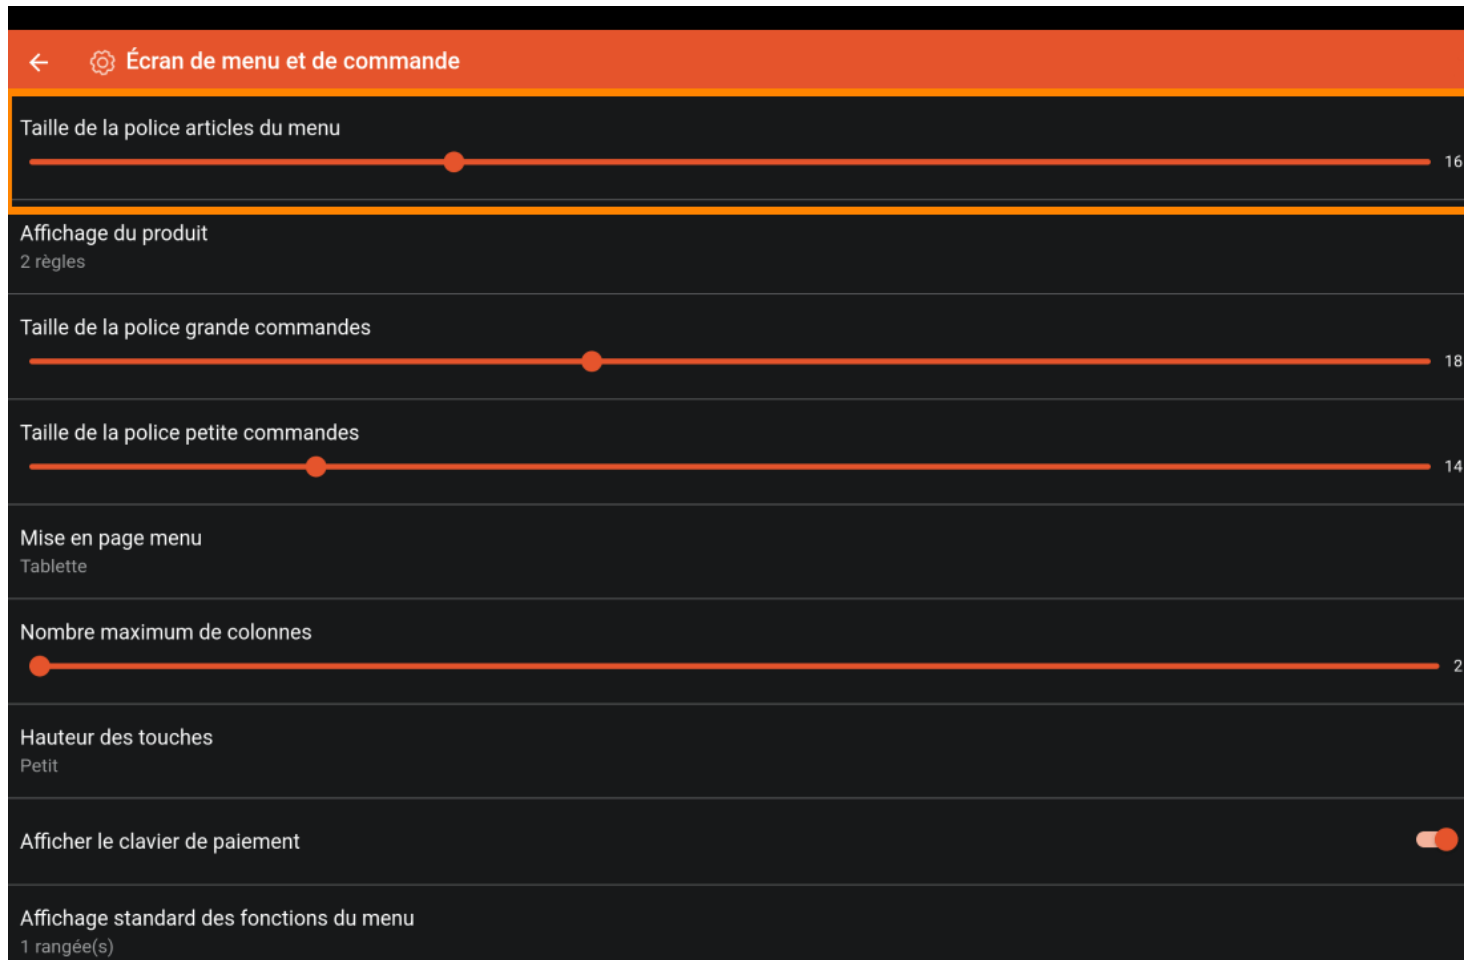 Écran de menu et de commande
Taille de la police articles du menu
16
Affichage du produit
2 règles
Taille de la police grande commandes
18
Taille de la police petite commandes
14
Mise en page menu
Tablette
Nombre maximum de colonnes
2
Hauteur des touches
Petit
Afficher le clavier de paiement
Affichage standard des fonctions du menu
1 rangée(s)